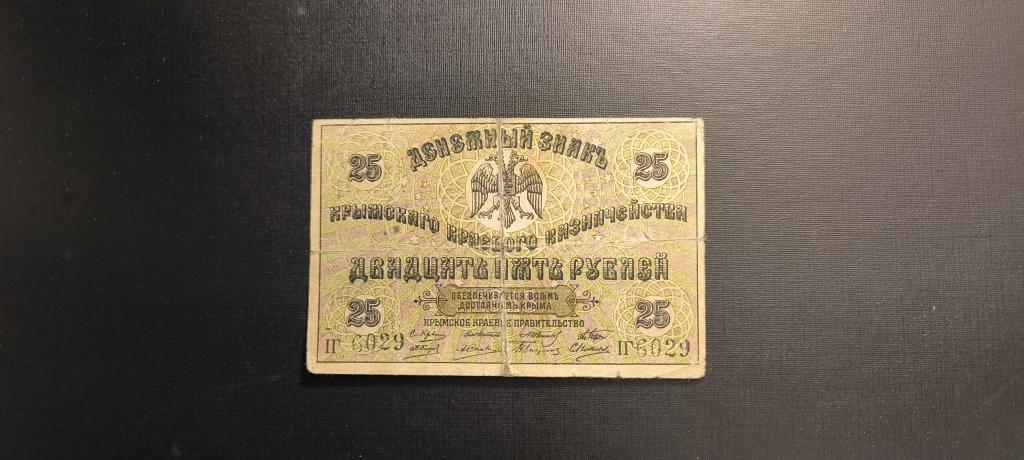 ДЕНЕЖНЫЙ ЗНАКЪ
25 25
КРЫМСКАГО КРАЕВОГО КАЗНАЧЕЙСТВА
ДВАДЦАТЬ ПЯТЬ РУБЛЕЙ
ОБЕЗПЕЧИВАЕТСЯ ВСѢМЪ
ДОСТОЯНІЕМЪ КРЫМА.
25 25
КРЫМСКОЕ КРАЕВОЕ ПРАВИТЕЛЬСТВО
ПГ 6029 ПГ 6029